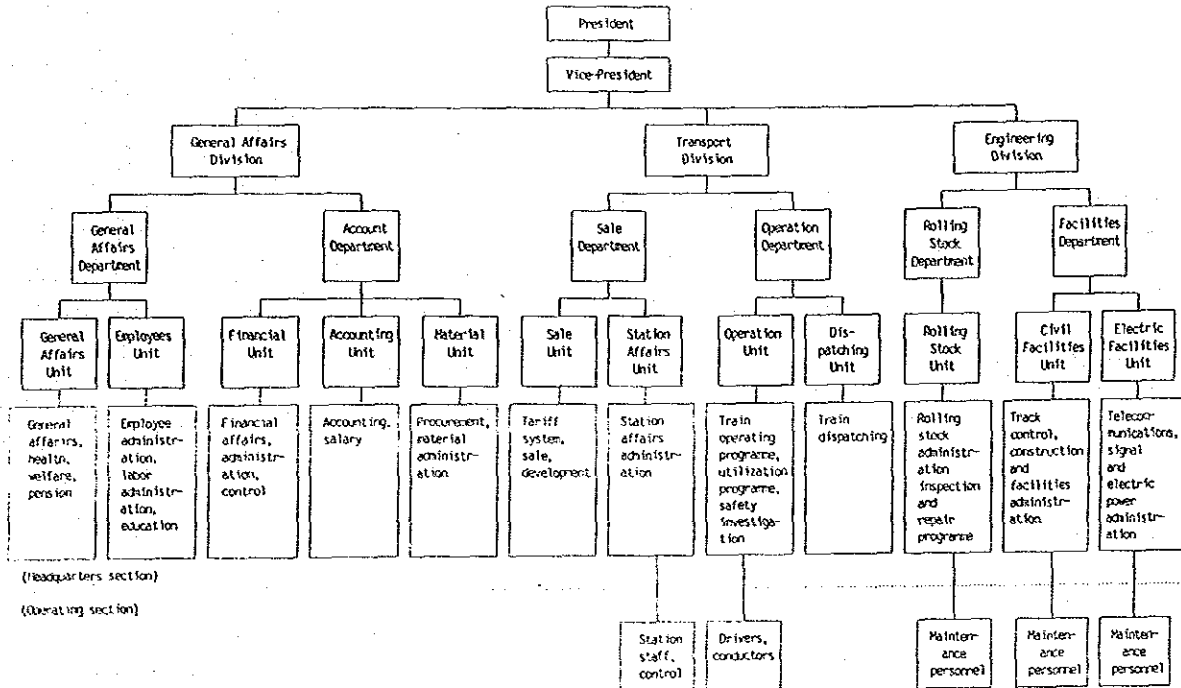 President
Vice-President
General Affairs
Division
Transport
Division
Engineering
Division
General
Affairs
Department
Account
Department
Sale
Department
Operation
Department
Rolling
Stock
Department
Facilities
Department
General
Affairs
Unit
Employees
Unit
Financial
Unit
Accounting
Unit
Material
Unit
Sale
Unit
Station
Affairs
Unit
Operation
Unit
Dis-
patching
Unit
Rolling
Stock
Unit
Civil
Facilities
Unit
Electric
Facilities
Unit
General
affairs,
health,
welfare,
pension
Employee
administr-
ation,
labor
administr-
ation,
education
Financial
affairs,
administr-
ation,
control
Accounting,
salary
Procurement,
material
administr-
ation
Tariff
system,
sale,
development
Station
affairs
administr-
ation
Train
operating
programe,
utilization
programe,
safety
investiga-
tion
Train
dispatching
Rolling
stock
administr-
ation
inspection
and
repair
programe
Track
control,
construction
and
facilities
administr-
ation
Telecom-
munications,
signal
and
electric
power
administr-
ation
(Headquarters section)
(Operating section)
Station
staff,
control
Drivers,
conductors
Mainten-
ance
personnel
Mainten-
ance
personnel
Mainten-
ance
personnel